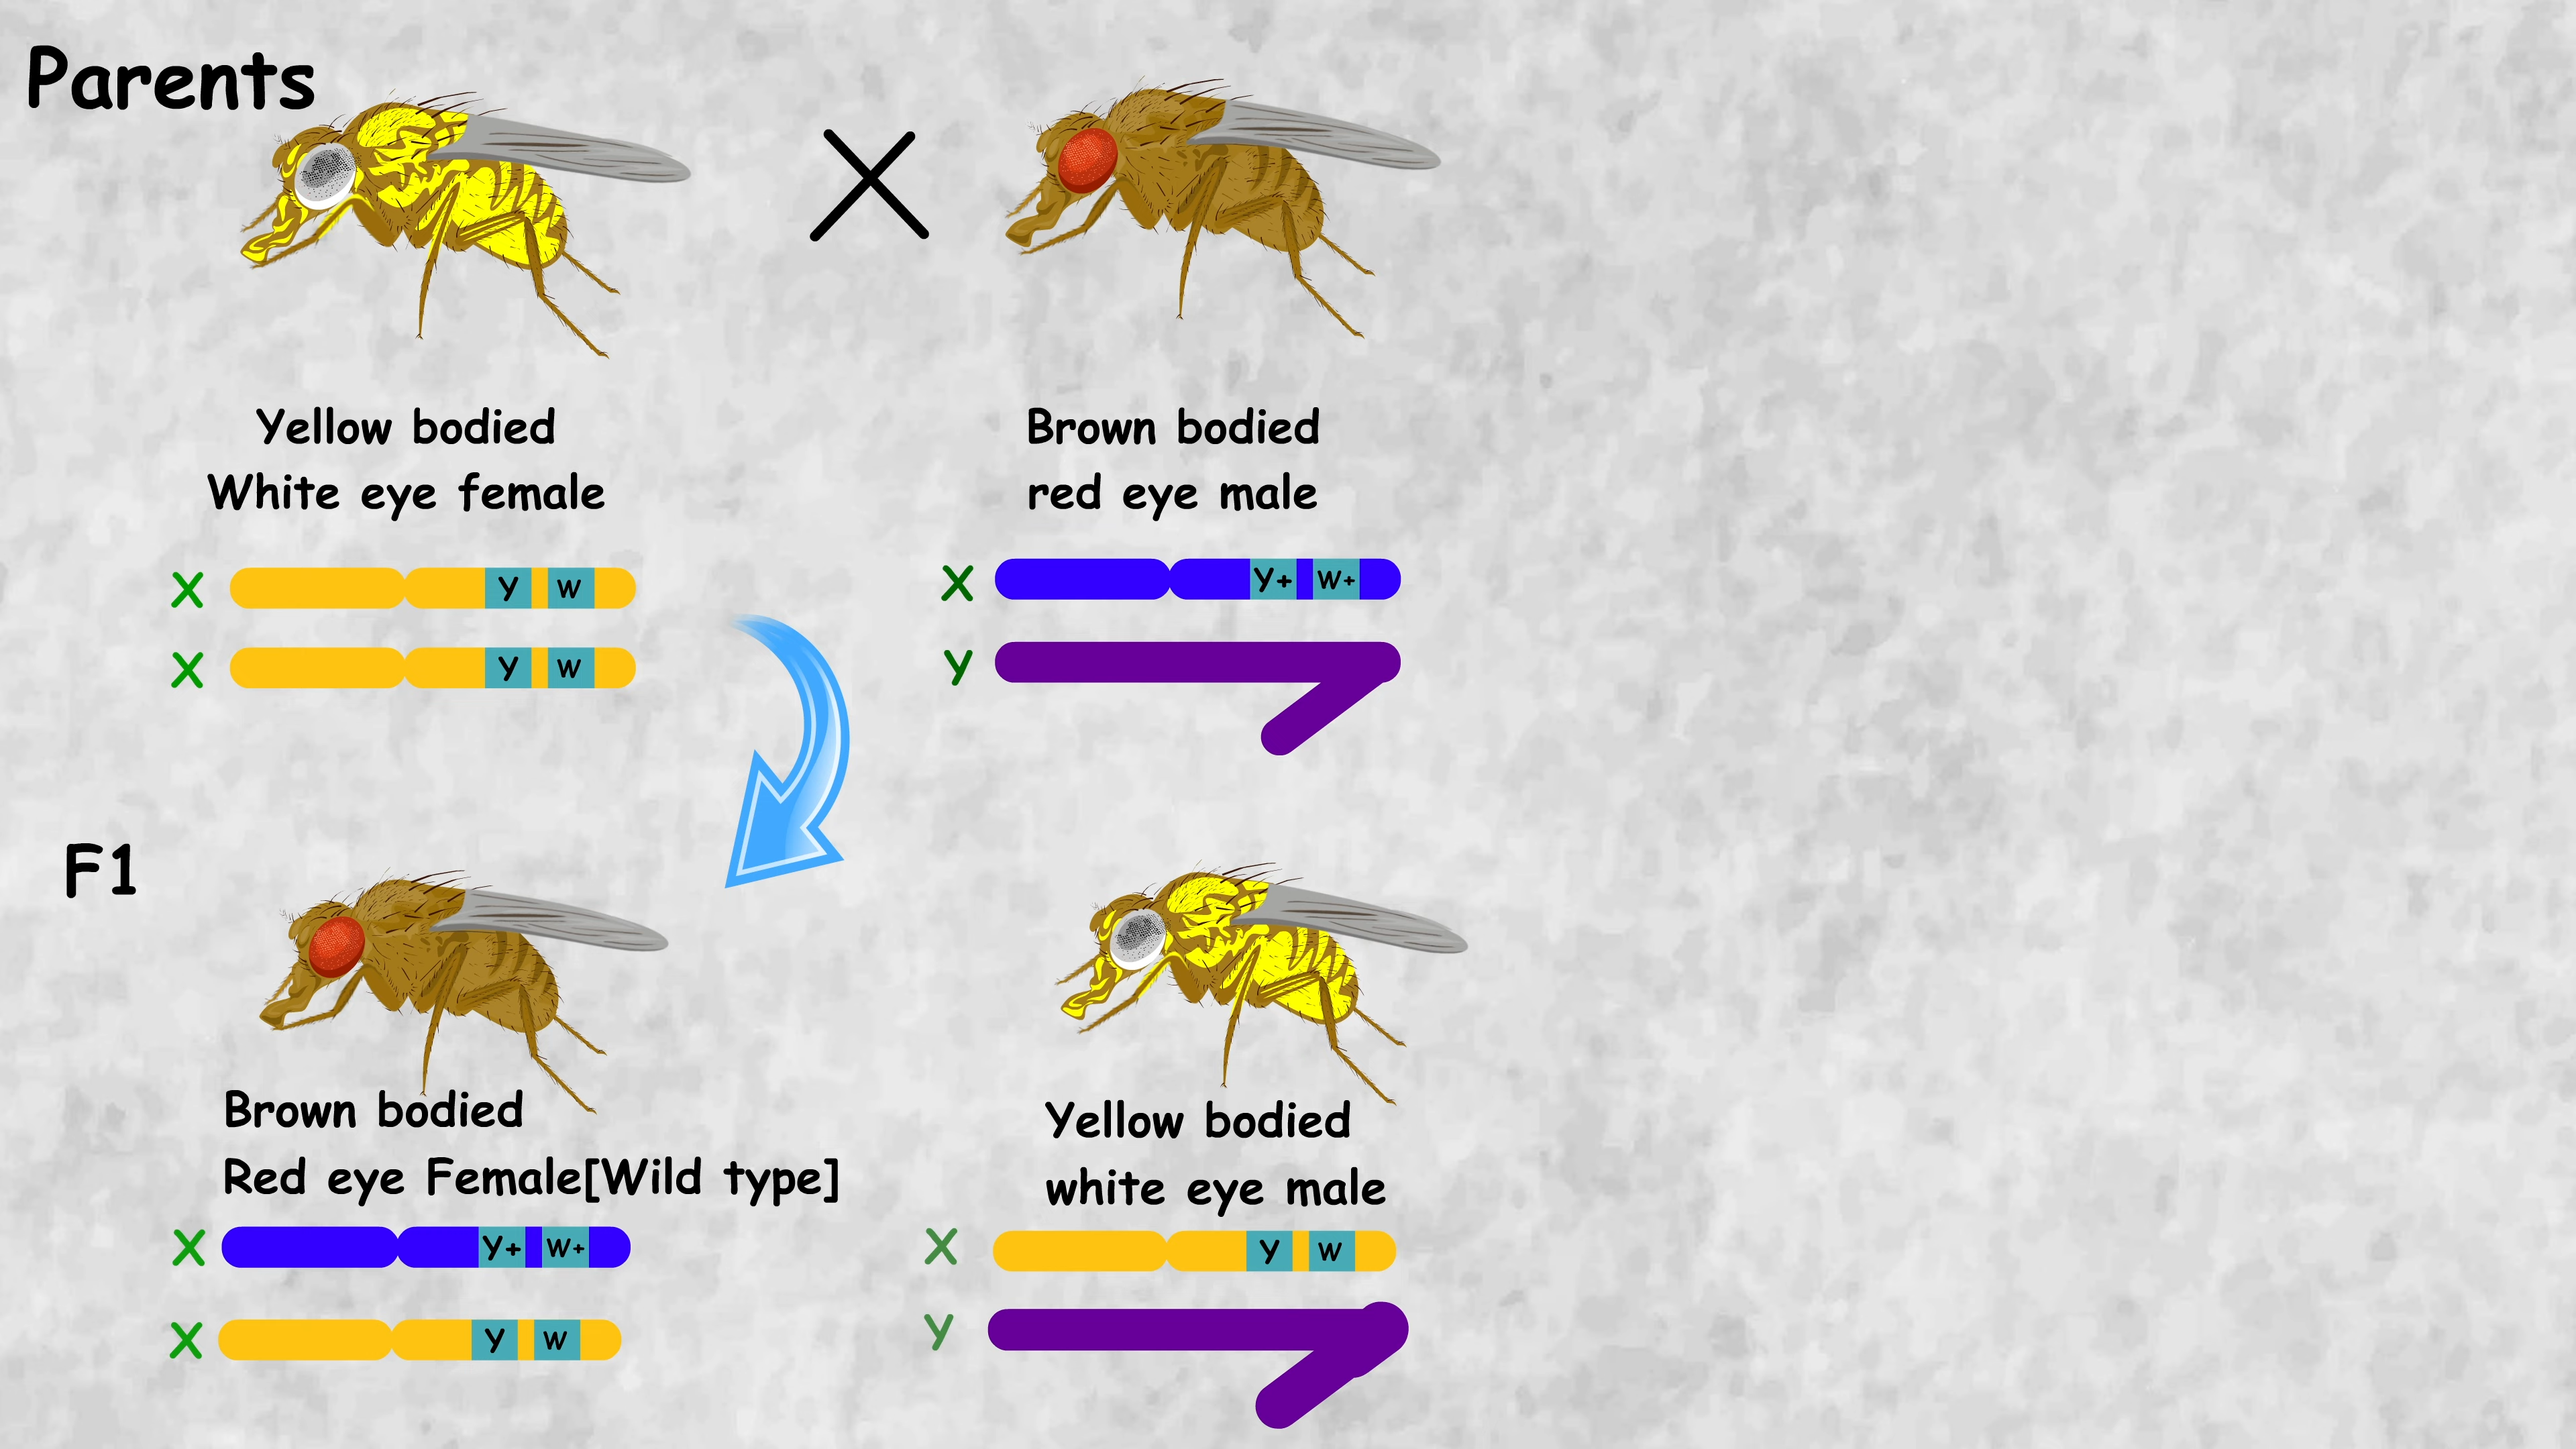 Parents
Yellow bodied
White eye female
Brown bodied
red eye male
X y w
X y w
X y+ w+
y
F1
Brown bodied
Red eye Female[Wild type]
Yellow bodied
white eye male
X y+ w+
X y w
X y w
y